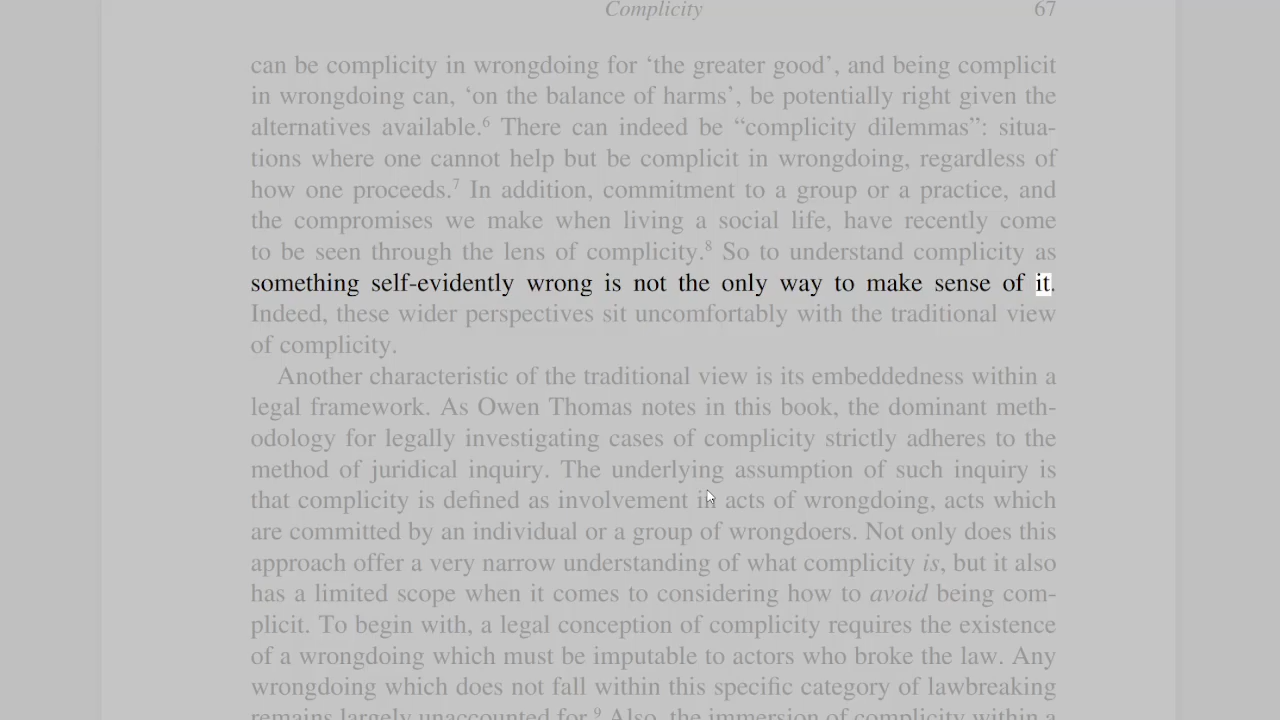 Complicity 67
can be complicity in wrongdoing for ‘the greater good’, and being complicit
in wrongdoing can, ‘on the balance of harms’, be potentially right given the
alternatives available.⁶ There can indeed be “complicity dilemmas”: situa-
tions where one cannot help but be complicit in wrongdoing, regardless of
how one proceeds.⁷ In addition, commitment to a group or a practice, and
the compromises we make when living a social life, have recently come
to be seen through the lens of complicity.⁸ So to understand complicity as
something self-evidently wrong is not the only way to make sense of it.
Indeed, these wider perspectives sit uncomfortably with the traditional view
of complicity.
Another characteristic of the traditional view is its embeddedness within a
legal framework. As Owen Thomas notes in this book, the dominant meth-
odology for legally investigating cases of complicity strictly adheres to the
method of juridical inquiry. The underlying assumption of such inquiry is
that complicity is defined as involvement in acts of wrongdoing, acts which
are committed by an individual or a group of wrongdoers. Not only does this
approach offer a very narrow understanding of what complicity is, but it also
has a limited scope when it comes to considering how to avoid being com-
plicit. To begin with, a legal conception of complicity requires the existence
of a wrongdoing which must be imputable to actors who broke the law. Any
wrongdoing which does not fall within this specific category of lawbreaking
remains largely unaccounted for.⁹ Also, the immersion of complicity within a